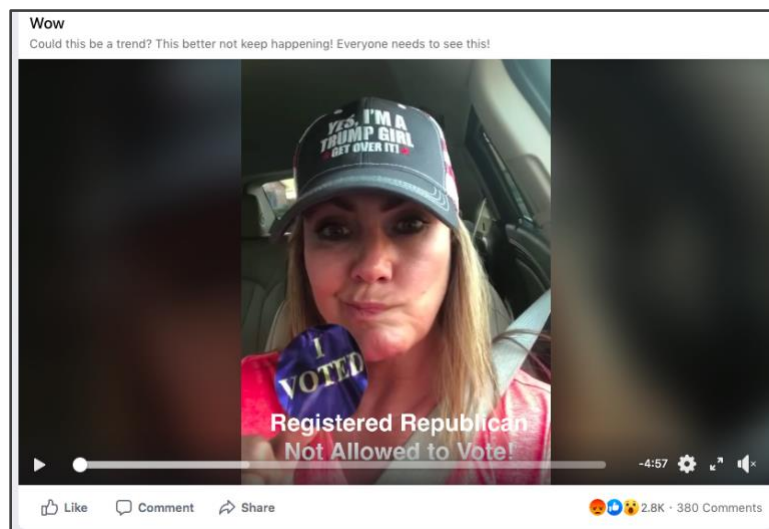 Wow
Could this be a trend? This better not keep happening! Everyone needs to see this!
YES, I'M A
TRUMP GIRL
GET OVER IT!
I
VOTED
Registered Republican
Not Allowed to Vote!
-4:57
Like
Comment
Share
2.8K · 380 Comments